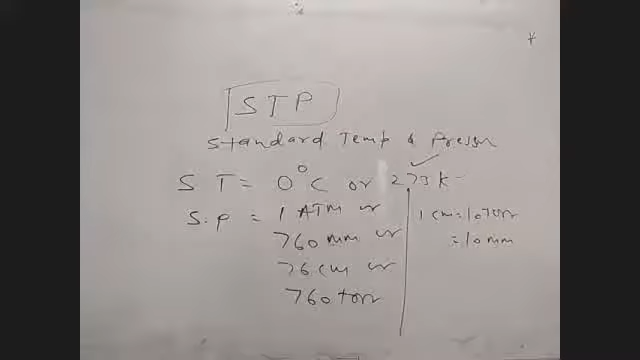 STP
Standard Temp & Pressn
S T = 0°C or 273 k
S.p = 1 ATM or
760 mm or
76 cm or
760 torr
1 cm = 10 Torr
= 10 mm